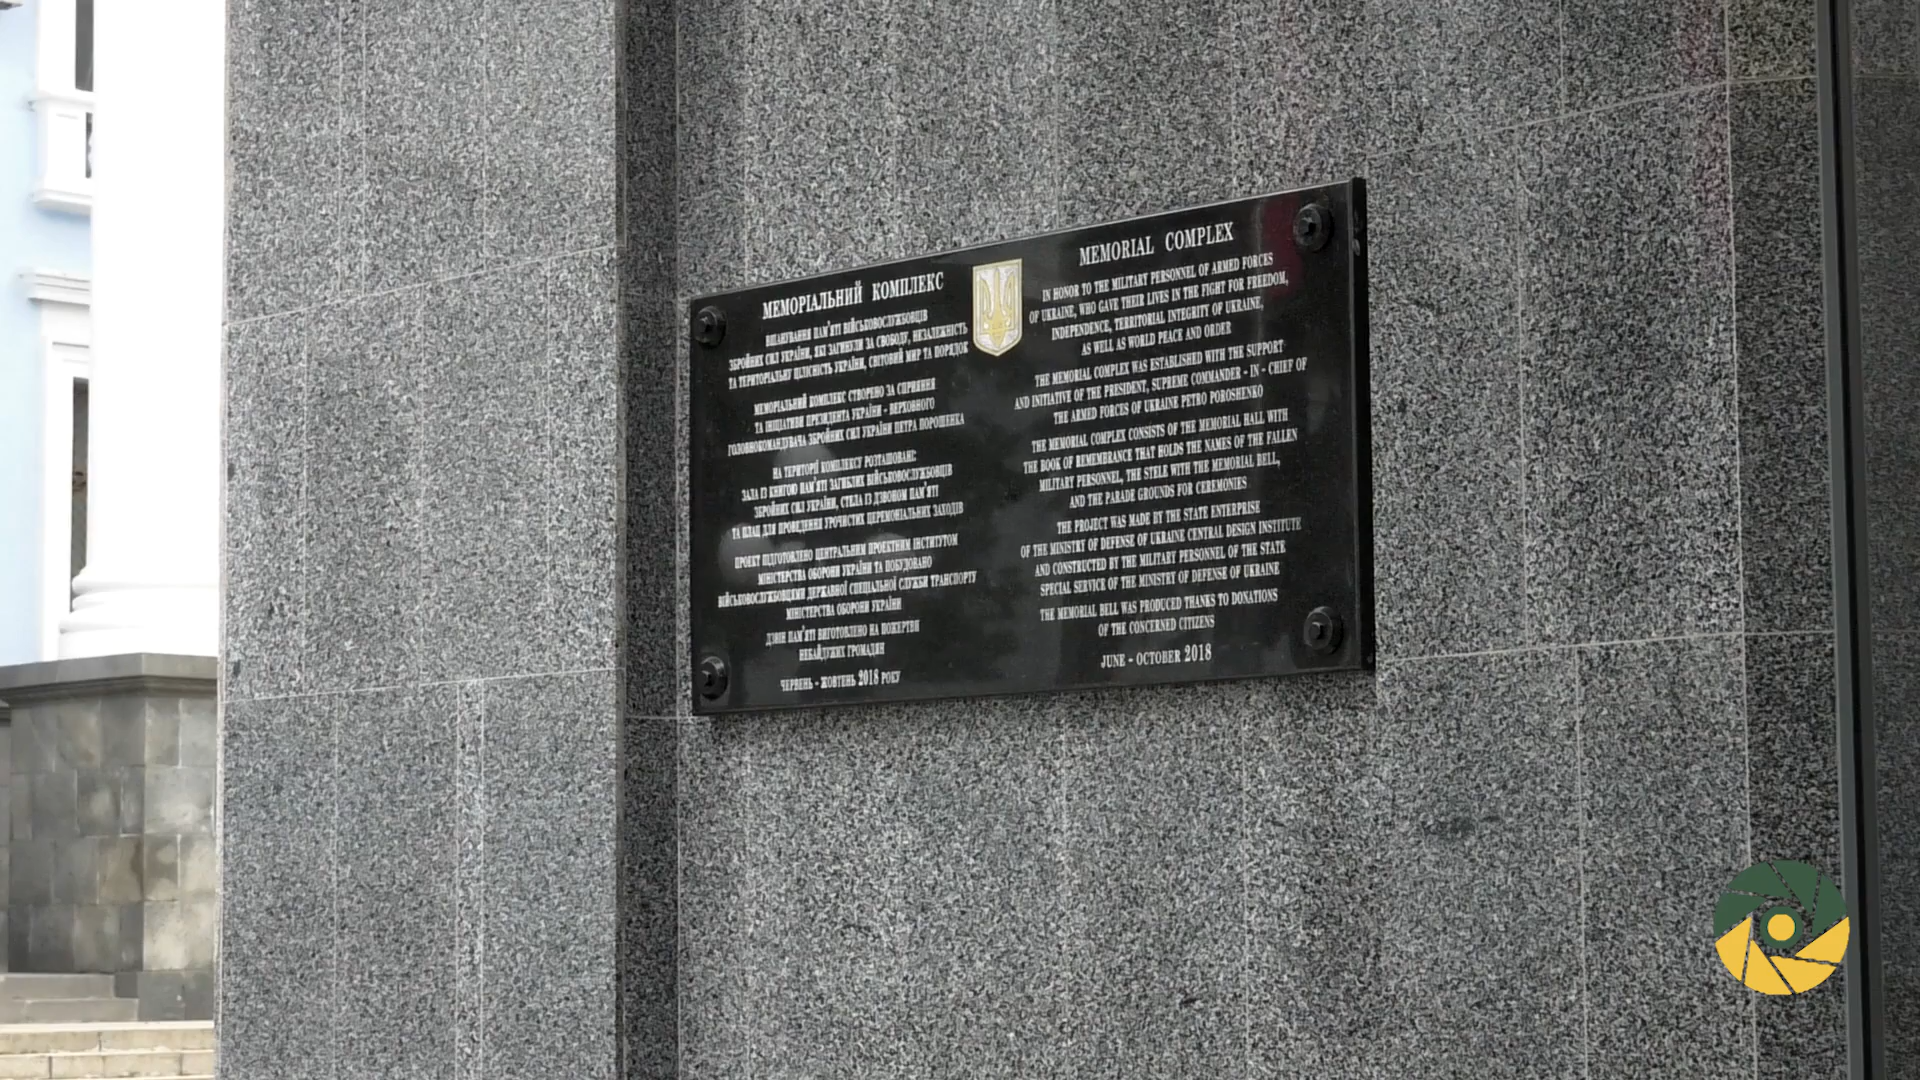 МЕМОРІАЛЬНИЙ КОМПЛЕКС
ВШАНУВАННЯ ПАМ'ЯТІ ВІЙСЬКОВОСЛУЖБОВЦІВ
ЗБРОЙНИХ СИЛ УКРАЇНИ, ЯКІ ЗАГИНУЛИ ЗА СВОБОДУ, НЕЗАЛЕЖНІСТЬ
ТА ТЕРИТОРІАЛЬНУ ЦІЛІСНІСТЬ УКРАЇНИ, СВІТОВИЙ МИР ТА ПОРЯДОК
МЕМОРІАЛЬНИЙ КОМПЛЕКС СТВОРЕНО ЗА СПРИЯННЯ
ТА ІНІЦІАТИВИ ПРЕЗИДЕНТА УКРАЇНИ - ВЕРХОВНОГО
ГОЛОВНОКОМАНДУВАЧА ЗБРОЙНИХ СИЛ УКРАЇНИ ПЕТРА ПОРОШЕНКА
НА ТЕРИТОРІЇ КОМПЛЕКСУ РОЗТАШОВАНІ:
ЗАЛА ІЗ КНИГОЮ ПАМ'ЯТІ ЗАГИБЛИХ ВІЙСЬКОВОСЛУЖБОВЦІВ
ЗБРОЙНИХ СИЛ УКРАЇНИ, СТЕЛА ІЗ ДЗВОНОМ ПАМ'ЯТІ
ТА ПЛАЦ ДЛЯ ПРОВЕДЕННЯ УРОЧИСТИХ ЦЕРЕМОНІАЛЬНИХ ЗАХОДІВ
ПРОЕКТ ПІДГОТОВЛЕНО ЦЕНТРАЛЬНИМ ПРОЕКТНИМ ІНСТИТУТОМ
МІНІСТЕРСТВА ОБОРОНИ УКРАЇНИ ТА ПОБУДОВАНО
ВІЙСЬКОВОСЛУЖБОВЦЯМИ ДЕРЖАВНОЇ СПЕЦІАЛЬНОЇ СЛУЖБИ ТРАНСПОРТУ
МІНІСТЕРСТВА ОБОРОНИ УКРАЇНИ
ДЗВІН ПАМ'ЯТІ ВИГОТОВЛЕНО НА ПОЖЕРТВИ
НЕБАЙДУЖИХ ГРОМАДЯН
ЧЕРВЕНЬ - ЖОВТЕНЬ 2018 РОКУ
MEMORIAL COMPLEX
IN HONOR TO THE MILITARY PERSONNEL OF ARMED FORCES
OF UKRAINE, WHO GAVE THEIR LIVES IN THE FIGHT FOR FREEDOM,
INDEPENDENCE, TERRITORIAL INTEGRITY OF UKRAINE,
AS WELL AS WORLD PEACE AND ORDER
THE MEMORIAL COMPLEX WAS ESTABLISHED WITH THE SUPPORT
AND INITIATIVE OF THE PRESIDENT, SUPREME COMMANDER - IN - CHIEF OF
THE ARMED FORCES OF UKRAINE PETRO POROSHENKO
THE MEMORIAL COMPLEX CONSISTS OF THE MEMORIAL HALL WITH
THE BOOK OF REMEMBRANCE THAT HOLDS THE NAMES OF THE FALLEN
MILITARY PERSONNEL, THE STELE WITH THE MEMORIAL BELL,
AND THE PARADE GROUNDS FOR CEREMONIES
THE PROJECT WAS MADE BY THE STATE ENTERPRISE
OF THE MINISTRY OF DEFENSE OF UKRAINE CENTRAL DESIGN INSTITUTE
AND CONSTRUCTED BY THE MILITARY PERSONNEL OF THE STATE
SPECIAL SERVICE OF THE MINISTRY OF DEFENSE OF UKRAINE
THE MEMORIAL BELL WAS PRODUCED THANKS TO DONATIONS
OF THE CONCERNED CITIZENS
JUNE - OCTOBER 2018